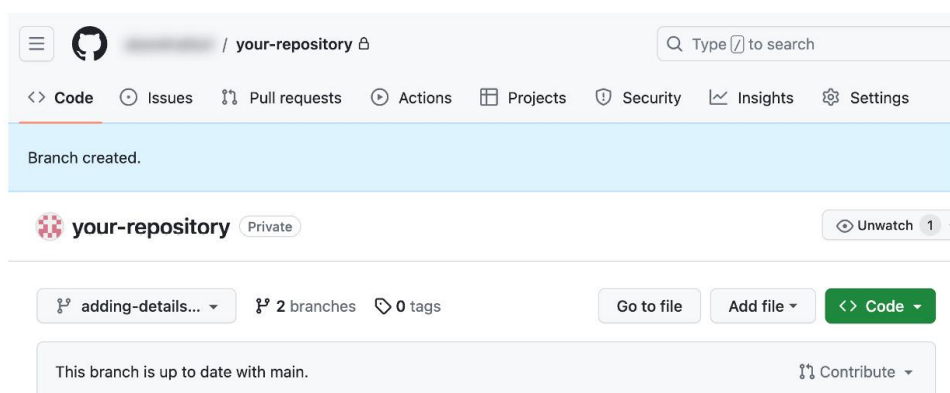 / your-repository Type / to search
Code Issues Pull requests Actions Projects Security Insights Settings
Branch created.
your-repository Private Unwatch 1
adding-details... 2 branches 0 tags Go to file Add file <> Code
This branch is up to date with main. Contribute